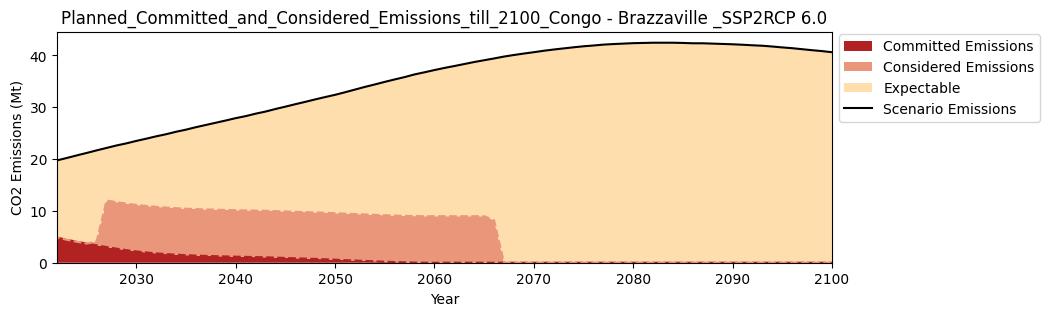 Planned_Committed_and_Considered_Emissions_till_2100_Congo - Brazzaville _SSP2RCP 6.0
CO2 Emissions (Mt)
40
30
20
10
0
2030 2040 2050 2060 2070 2080 2090 2100
Year
Committed Emissions
Considered Emissions
Expectable
Scenario Emissions